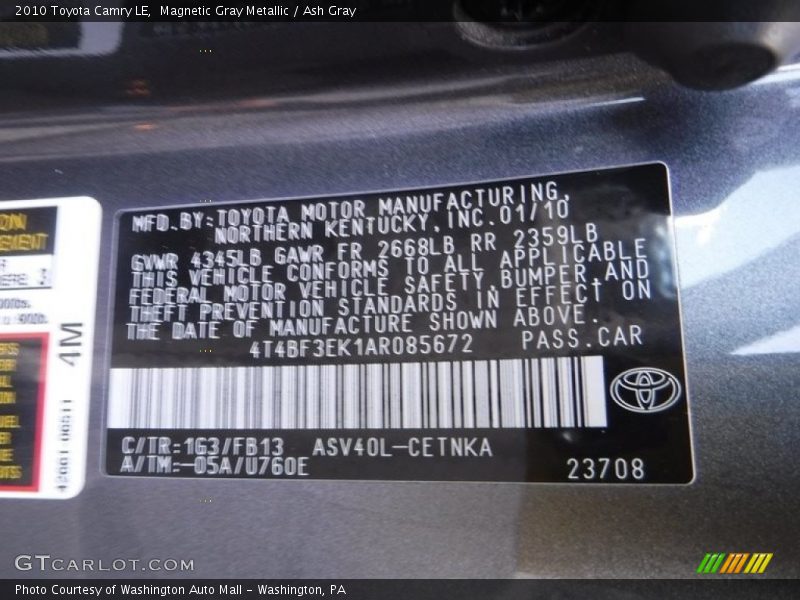 2010 Toyota Camry LE, Magnetic Gray Metallic / Ash Gray
MFD.BY:TOYOTA MOTOR MANUFACTURING,
NORTHERN KENTUCKY,INC.01/10
GVWR 4345LB GAWR FR 2668LB RR 2359LB
THIS VEHICLE CONFORMS TO ALL APPLICABLE
FEDERAL MOTOR VEHICLE SAFETY,BUMPER,AND
THEFT PREVENTION STANDARDS IN EFFECT ON
THE DATE OF MANUFACTURE SHOWN ABOVE.
4T4BF3EK1AR085672 PASS.CAR
C/TR:1G3/FB13 ASV40L-CETNKA
A/TM:-05A/U760E
23708
4M
GTCARLOT.COM
Photo Courtesy of Washington Auto Mall - Washington, PA